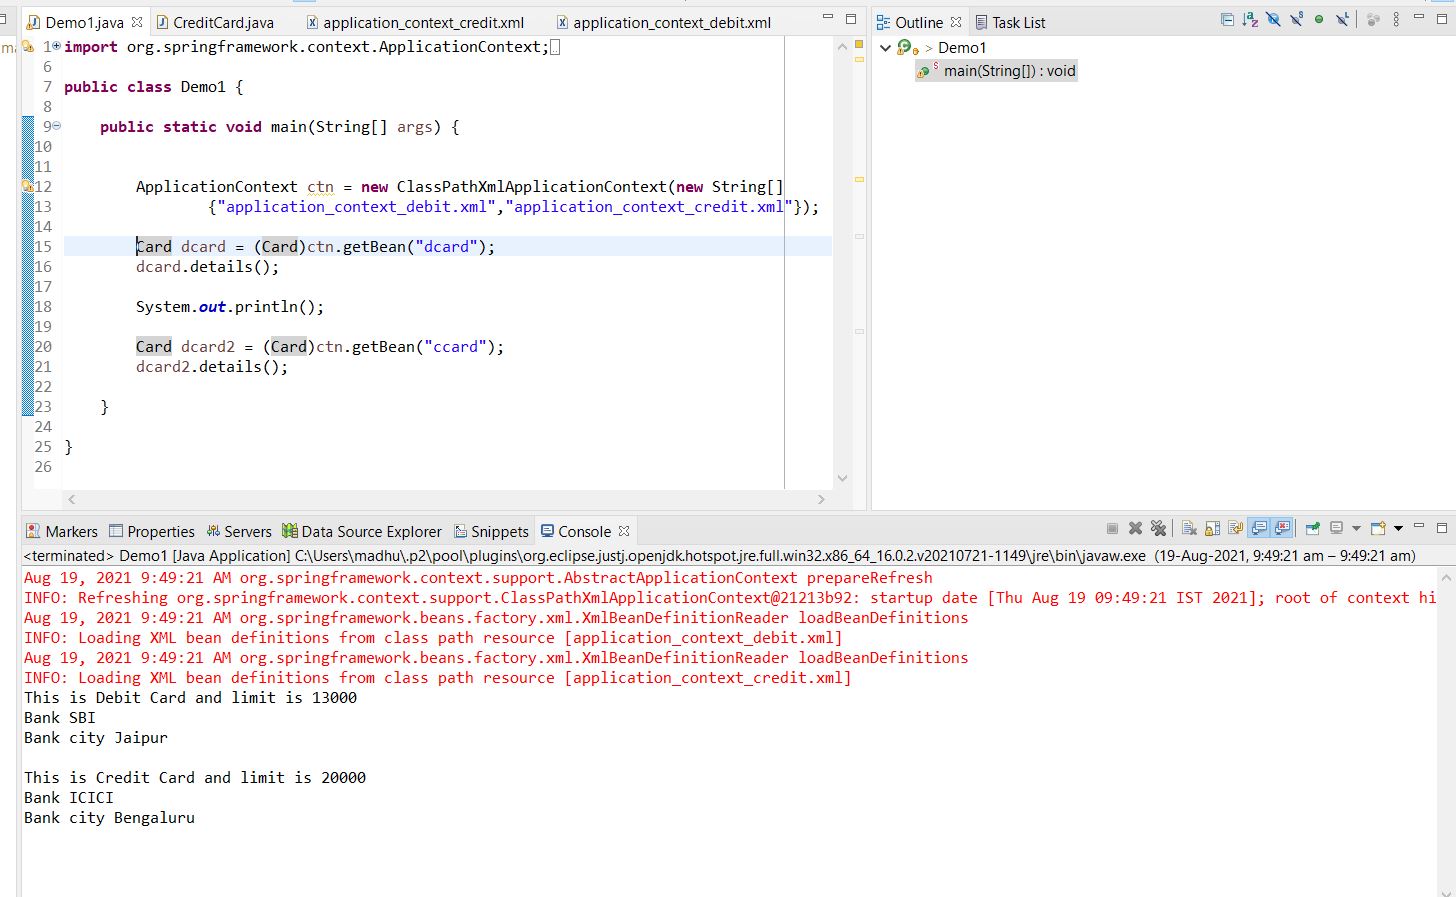 Demo1.java
CreditCard.java
application_context_credit.xml
application_context_debit.xml
1 import org.springframework.context.ApplicationContext;
6
7 public class Demo1 {
8
9 public static void main(String[] args) {
10
11
12 ApplicationContext ctn = new ClassPathXmlApplicationContext(new String[]
13 {"application_context_debit.xml","application_context_credit.xml"});
14
15 Card dcard = (Card)ctn.getBean("dcard");
16 dcard.details();
17
18 System.out.println();
19
20 Card dcard2 = (Card)ctn.getBean("ccard");
21 dcard2.details();
22
23 }
24
25 }
26
Outline
Task List
> Demo1
main(String[]) : void
Markers
Properties
Servers
Data Source Explorer
Snippets
Console
<terminated> Demo1 [Java Application] C:\Users\madhu\.p2\pool\plugins\org.eclipse.justj.openjdk.hotspot.jre.full.win32.x86_64_16.0.2.v20210721-1149\jre\bin\javaw.exe (19-Aug-2021, 9:49:21 am – 9:49:21 am)
Aug 19, 2021 9:49:21 AM org.springframework.context.support.AbstractApplicationContext prepareRefresh
INFO: Refreshing org.springframework.context.support.ClassPathXmlApplicationContext@21213b92: startup date [Thu Aug 19 09:49:21 IST 2021]; root of context hi
Aug 19, 2021 9:49:21 AM org.springframework.beans.factory.xml.XmlBeanDefinitionReader loadBeanDefinitions
INFO: Loading XML bean definitions from class path resource [application_context_debit.xml]
Aug 19, 2021 9:49:21 AM org.springframework.beans.factory.xml.XmlBeanDefinitionReader loadBeanDefinitions
INFO: Loading XML bean definitions from class path resource [application_context_credit.xml]
This is Debit Card and limit is 13000
Bank SBI
Bank city Jaipur
This is Credit Card and limit is 20000
Bank ICICI
Bank city Bengaluru